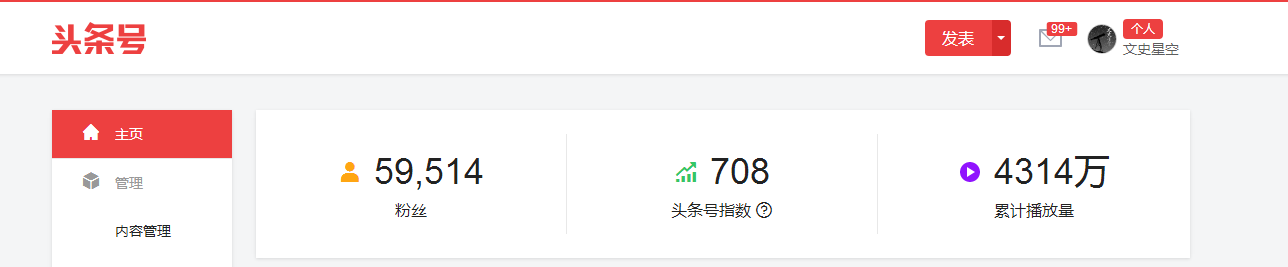 头条号
发表
99+
个人
文史星空
主页
管理
内容管理
59,514
粉丝
708
头条号指数
4314万
累计播放量